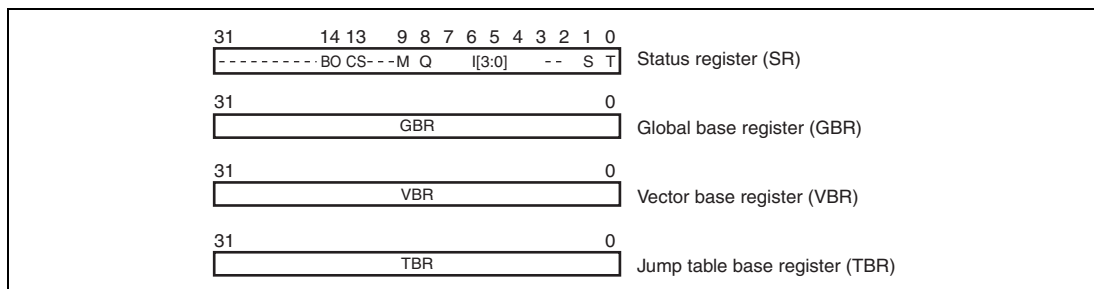 31 14 13 9 8 7 6 5 4 3 2 1 0
- - - - - - - - - - - BO CS - - - M Q I[3:0] - - S T Status register (SR)
31 0
GBR Global base register (GBR)
31 0
VBR Vector base register (VBR)
31 0
TBR Jump table base register (TBR)